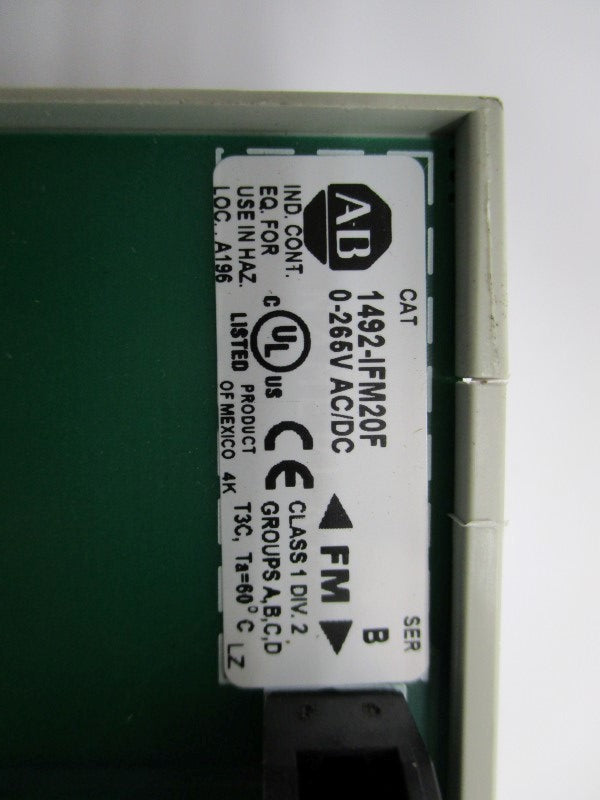 CAT
SER
AB
1492-IFM20F
B
0-265V AC/DC
FM
IND. CONT.
EQ. FOR
USE IN HAZ.
LOC., A196
C UL US
LISTED
PRODUCT
OF MEXICO 4K
CE
CLASS 1 DIV. 2,
GROUPS A,B,C,D
T3C, Ta=60° C LZ